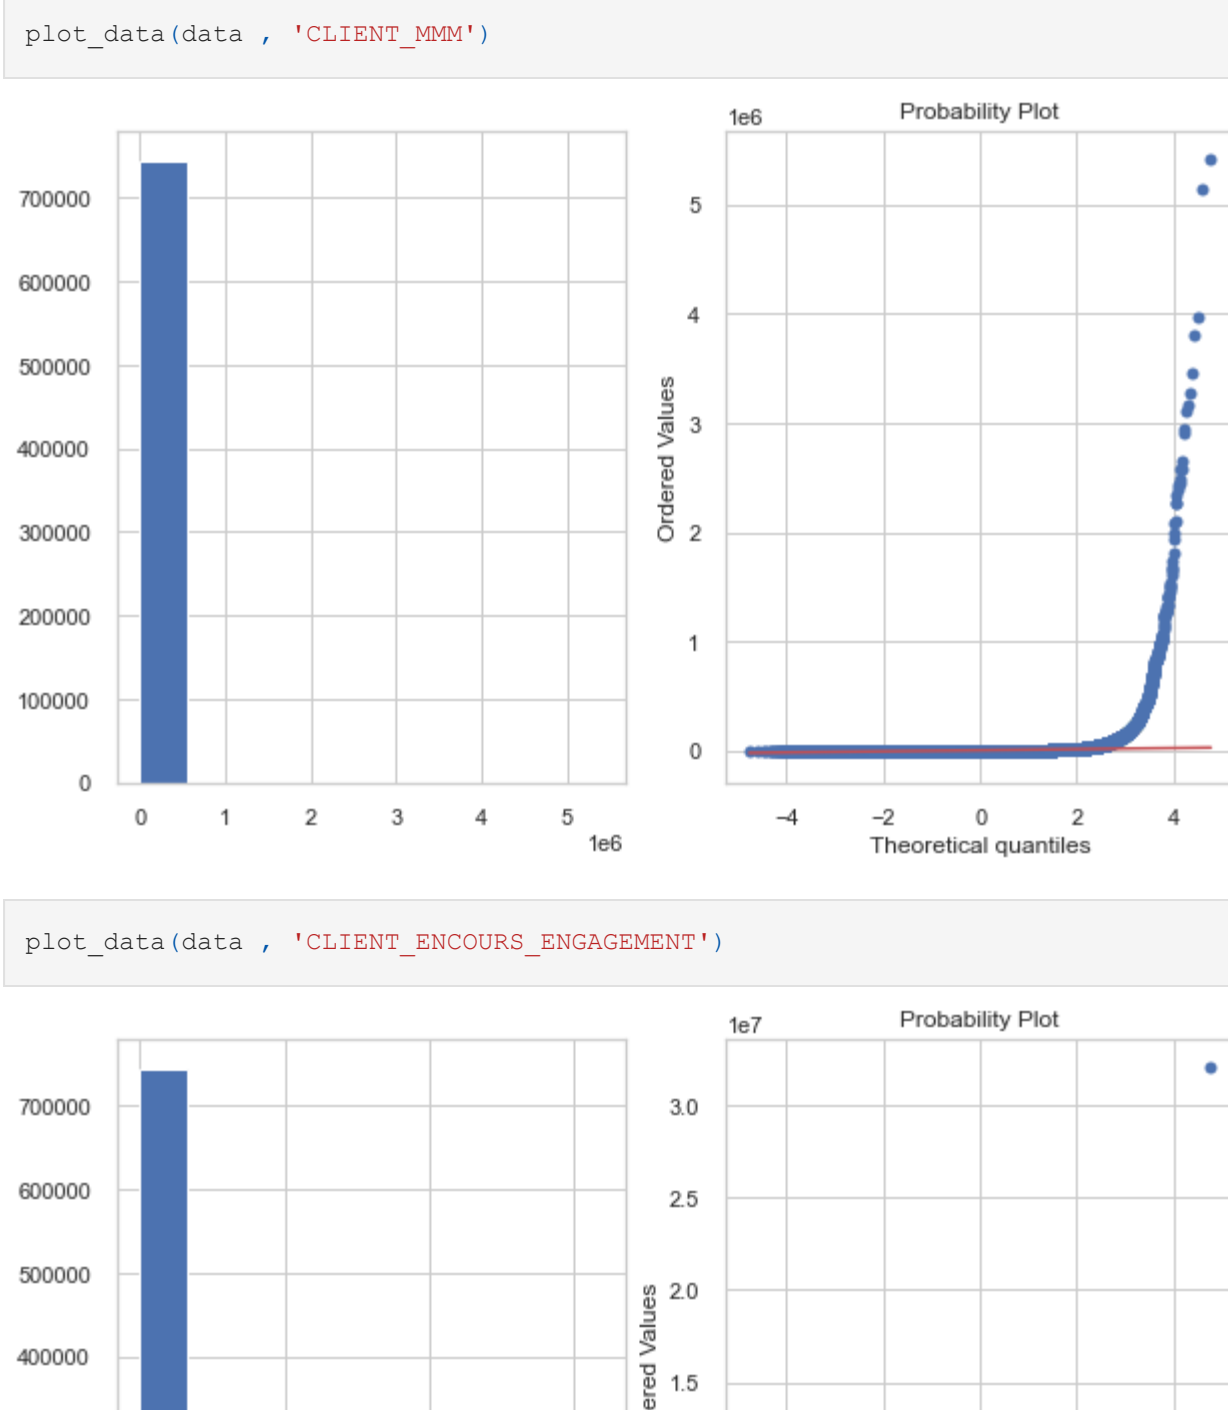 plot_data(data , 'CLIENT_MMM')
700000
600000
500000
400000
300000
200000
100000
0
0 1 2 3 4 5
1e6
1e6
Probability Plot
5
4
3
2
1
0
Ordered Values
−4 −2 0 2 4
Theoretical quantiles
plot_data(data , 'CLIENT_ENCOURS_ENGAGEMENT')
700000
600000
500000
400000
1e7
Probability Plot
3.0
2.5
2.0
1.5
Values